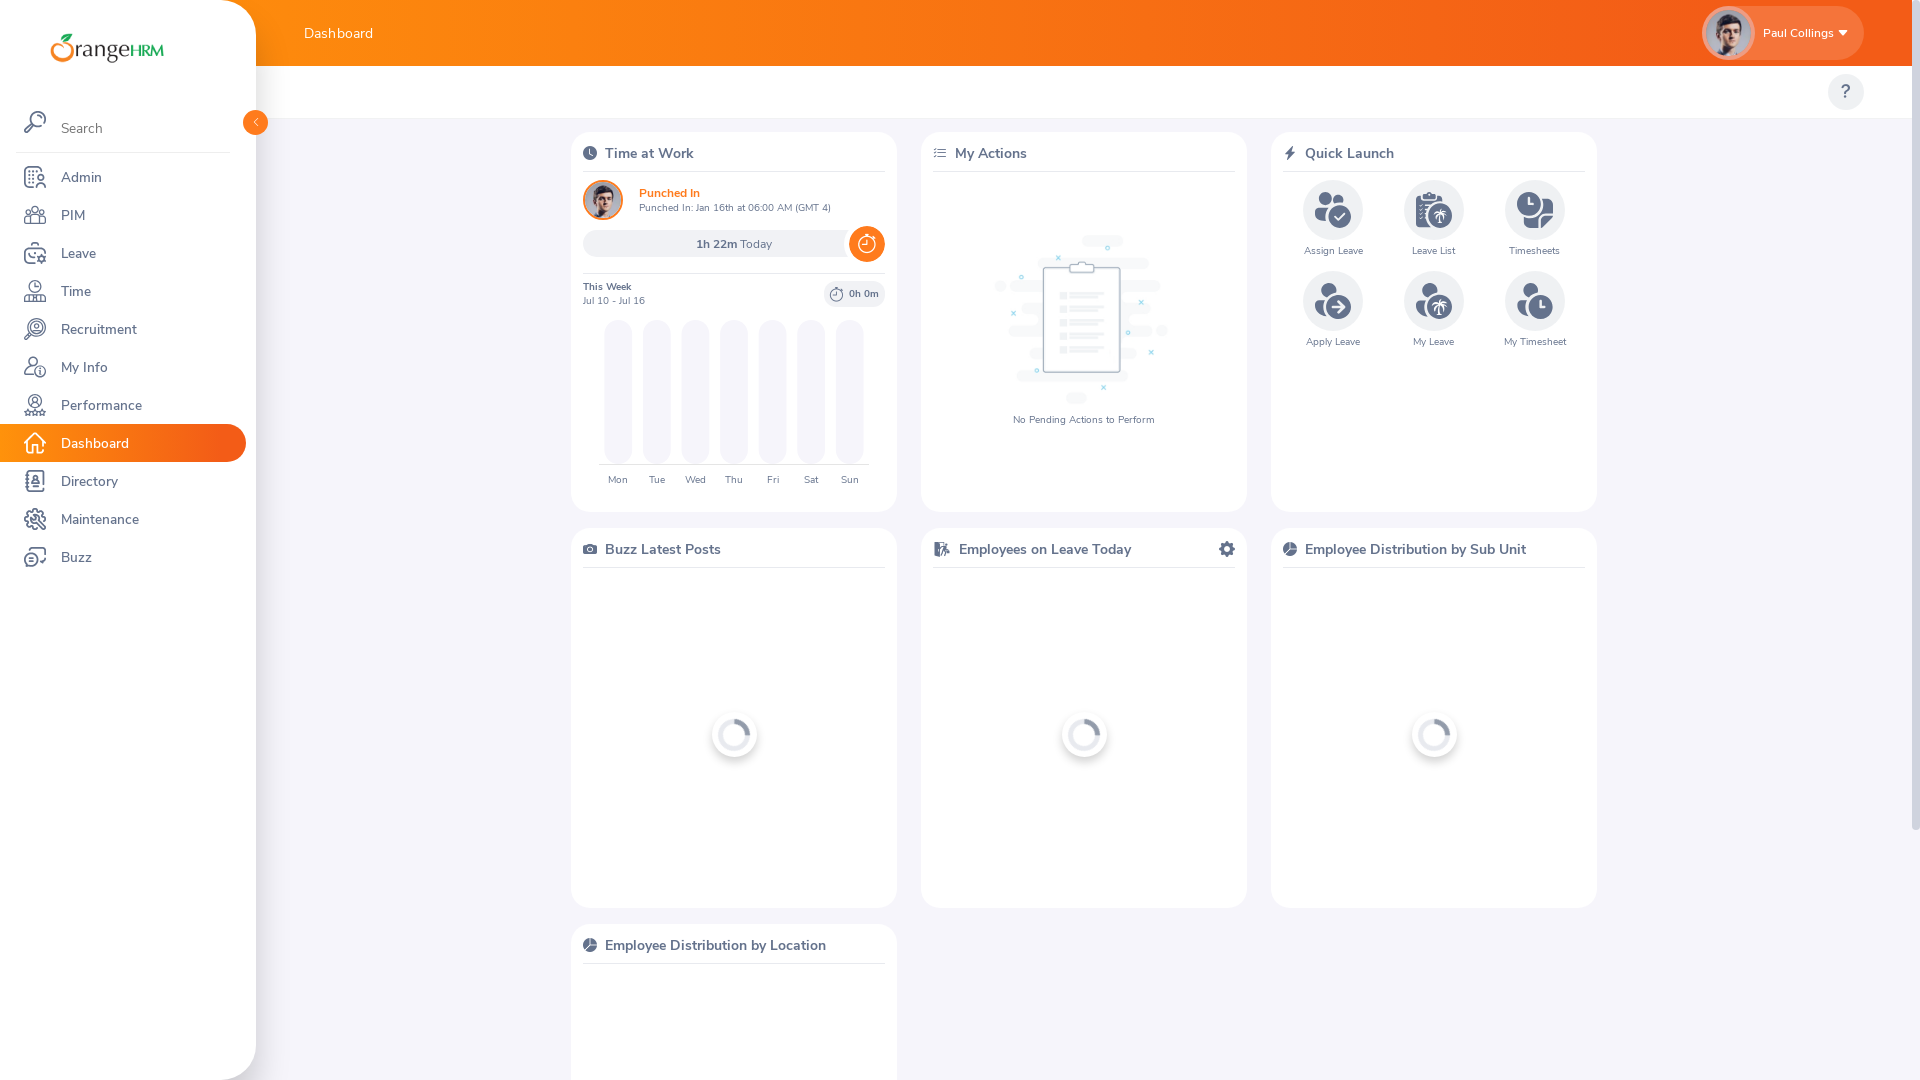 OrangeHRM
Dashboard
Paul Collings
?
Search
Admin
PIM
Leave
Time
Recruitment
My Info
Performance
Dashboard
Directory
Maintenance
Buzz
Time at Work
Punched In
Punched In: Jan 16th at 06:00 AM (GMT 4)
1h 22m Today
This Week
Jul 10 - Jul 16
0h 0m
Mon Tue Wed Thu Fri Sat Sun
My Actions
No Pending Actions to Perform
Quick Launch
Assign Leave Leave List Timesheets
Apply Leave My Leave My Timesheet
Buzz Latest Posts
Employees on Leave Today
Employee Distribution by Sub Unit
Employee Distribution by Location